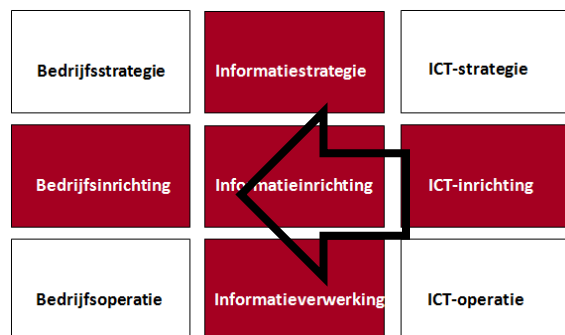 Bedrijfsstrategie
Informatiestrategie
ICT-strategie
Bedrijfsinrichting
Informatieinrichting
ICT-inrichting
Bedrijfsoperatie
Informatieverwerking
ICT-operatie